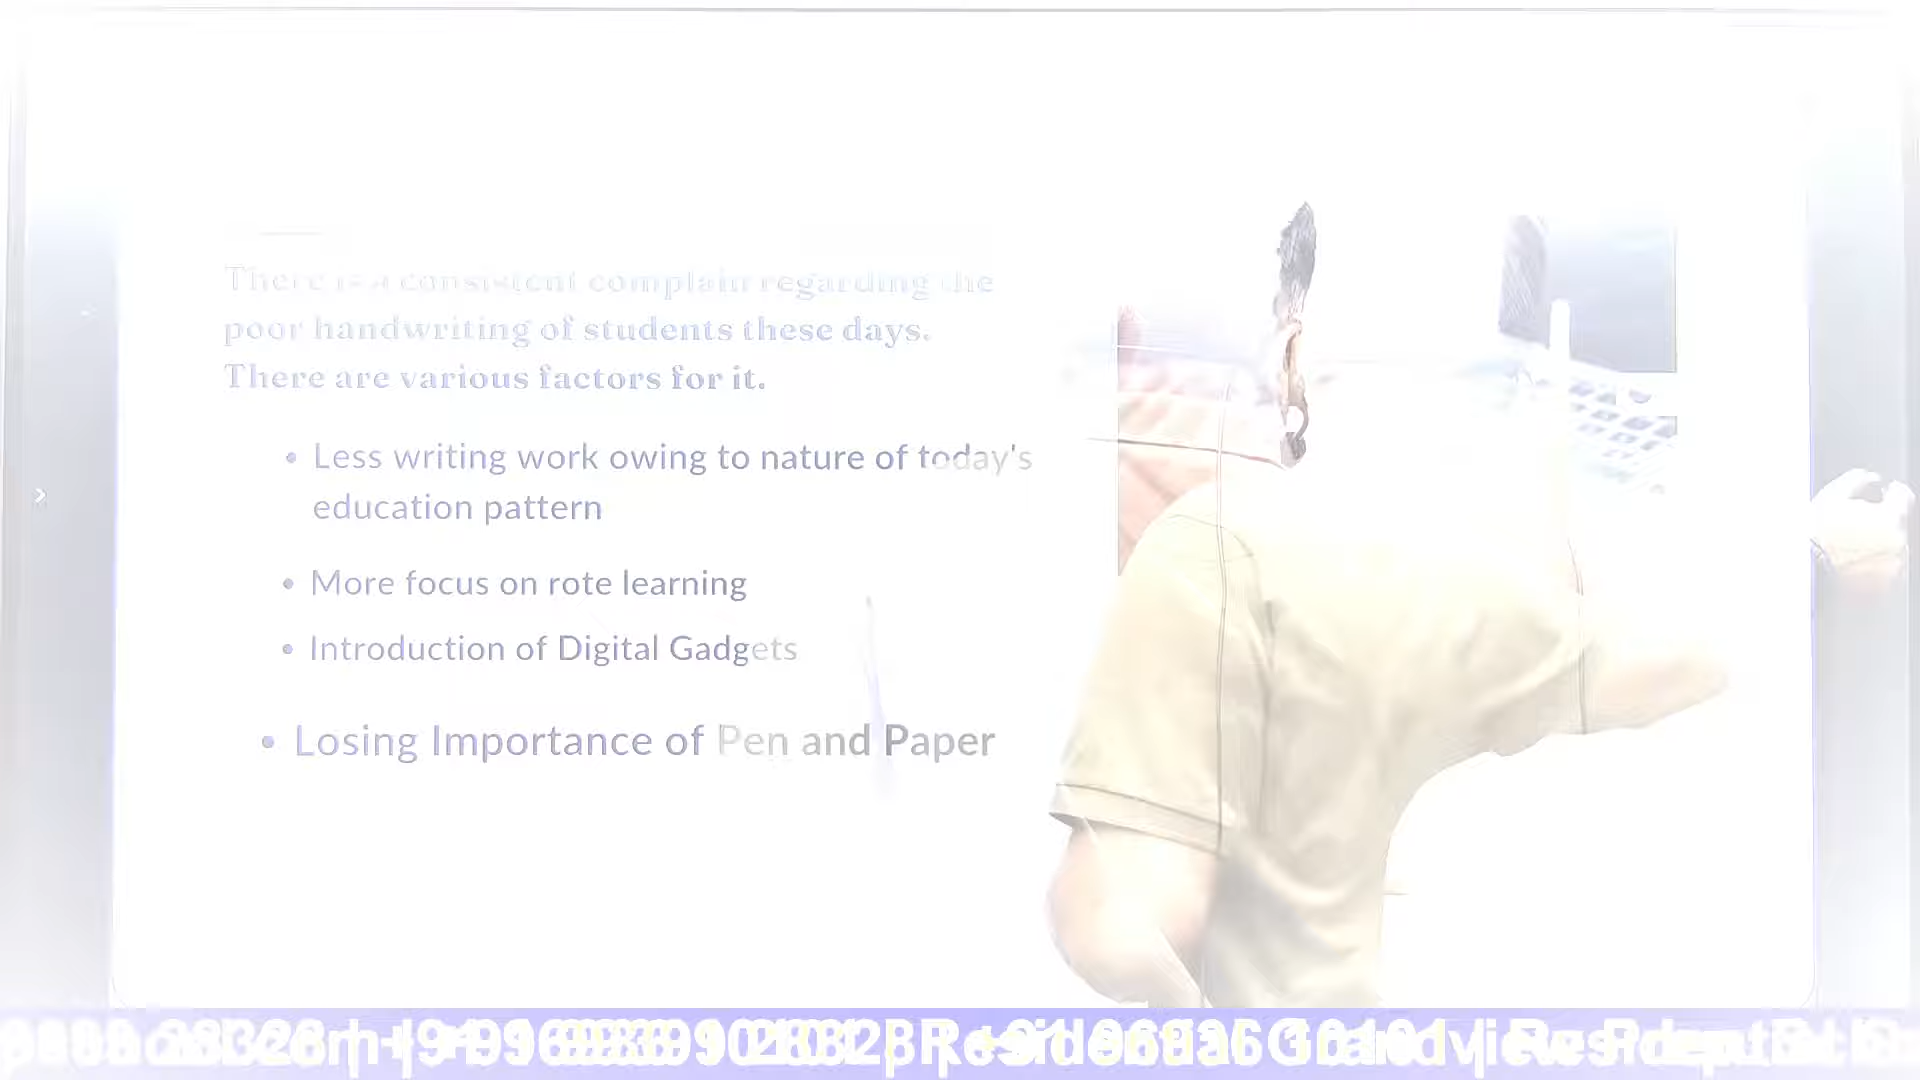 There is a consistent complain regarding the
poor handwriting of students these days.
There are various factors for it.
• Less writing work owing to nature of today's
education pattern
• More focus on rote learning
• Introduction of Digital Gadgets
• Losing Importance of Pen and Paper